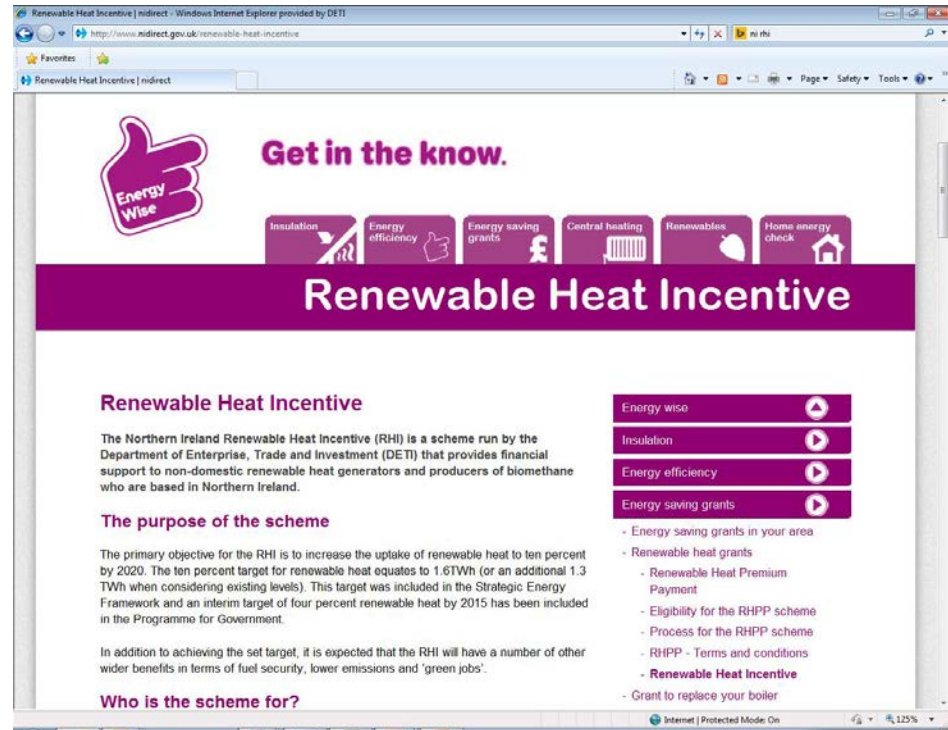 Renewable Heat Incentive | nidirect - Windows Internet Explorer provided by DETI
http://www.nidirect.gov.uk/renewable-heat-incentive
ni rhi
Favorites
Renewable Heat Incentive | nidirect
Page Safety Tools
Energy
Wise
Get in the know.
Insulation
Energy
efficiency
Energy saving
grants
Central heating
Renewables
Home energy
check
Renewable Heat Incentive
Renewable Heat Incentive
The Northern Ireland Renewable Heat Incentive (RHI) is a scheme run by the
Department of Enterprise, Trade and Investment (DETI) that provides financial
support to non-domestic renewable heat generators and producers of biomethane
who are based in Northern Ireland.
The purpose of the scheme
The primary objective for the RHI is to increase the uptake of renewable heat to ten percent
by 2020. The ten percent target for renewable heat equates to 1.6TWh (or an additional 1.3
TWh when considering existing levels). This target was included in the Strategic Energy
Framework and an interim target of four percent renewable heat by 2015 has been included
in the Programme for Government.
In addition to achieving the set target, it is expected that the RHI will have a number of other
wider benefits in terms of fuel security, lower emissions and 'green jobs'.
Who is the scheme for?
Energy wise
Insulation
Energy efficiency
Energy saving grants
- Energy saving grants in your area
- Renewable heat grants
- Renewable Heat Premium
Payment
- Eligibility for the RHPP scheme
- Process for the RHPP scheme
- RHPP - Terms and conditions
- Renewable Heat Incentive
- Grant to replace your boiler
Internet | Protected Mode: On
125%